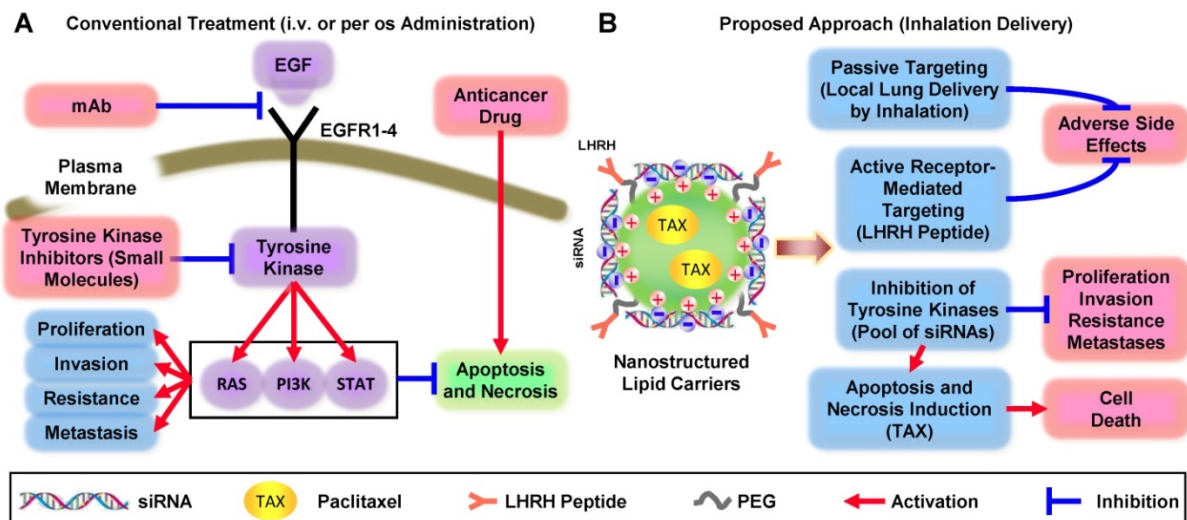 A
Conventional Treatment (i.v. or per os Administration)
EGF
mAb
EGFR1-4
Anticancer
Drug
Plasma
Membrane
Tyrosine Kinase
Inhibitors (Small
Molecules)
Tyrosine
Kinase
Proliferation
Invasion
Resistance
Metastasis
RAS
PI3K
STAT
Apoptosis
and Necrosis
B
Proposed Approach (Inhalation Delivery)
LHRH
siRNA
TAX
TAX
+
+
+
+
+
+
+
+
+
+
+
+
−
−
−
−
−
−
−
−
−
−
−
−
Nanostructured
Lipid Carriers
Passive Targeting
(Local Lung Delivery
by Inhalation)
Adverse Side
Effects
Active Receptor-
Mediated
Targeting
(LHRH Peptide)
Inhibition of
Tyrosine Kinases
(Pool of siRNAs)
Proliferation
Invasion
Resistance
Metastases
Apoptosis and
Necrosis Induction
(TAX)
Cell
Death
siRNA
TAX
Paclitaxel
LHRH Peptide
PEG
Activation
Inhibition